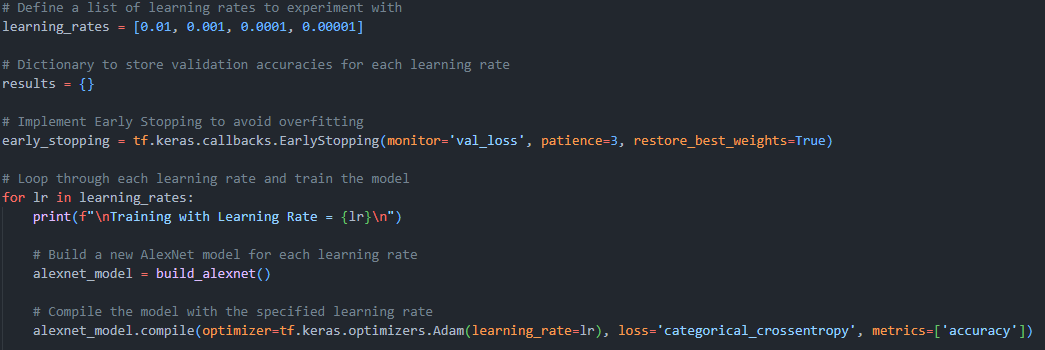 # Define a list of learning rates to experiment with
learning_rates = [0.01, 0.001, 0.0001, 0.00001]
# Dictionary to store validation accuracies for each learning rate
results = {}
# Implement Early Stopping to avoid overfitting
early_stopping = tf.keras.callbacks.EarlyStopping(monitor='val_loss', patience=3, restore_best_weights=True)
# Loop through each learning rate and train the model
for lr in learning_rates:
    print(f"\nTraining with Learning Rate = {lr}\n")
    # Build a new AlexNet model for each learning rate
    alexnet_model = build_alexnet()
    # Compile the model with the specified learning rate
    alexnet_model.compile(optimizer=tf.keras.optimizers.Adam(learning_rate=lr), loss='categorical_crossentropy', metrics=['accuracy'])